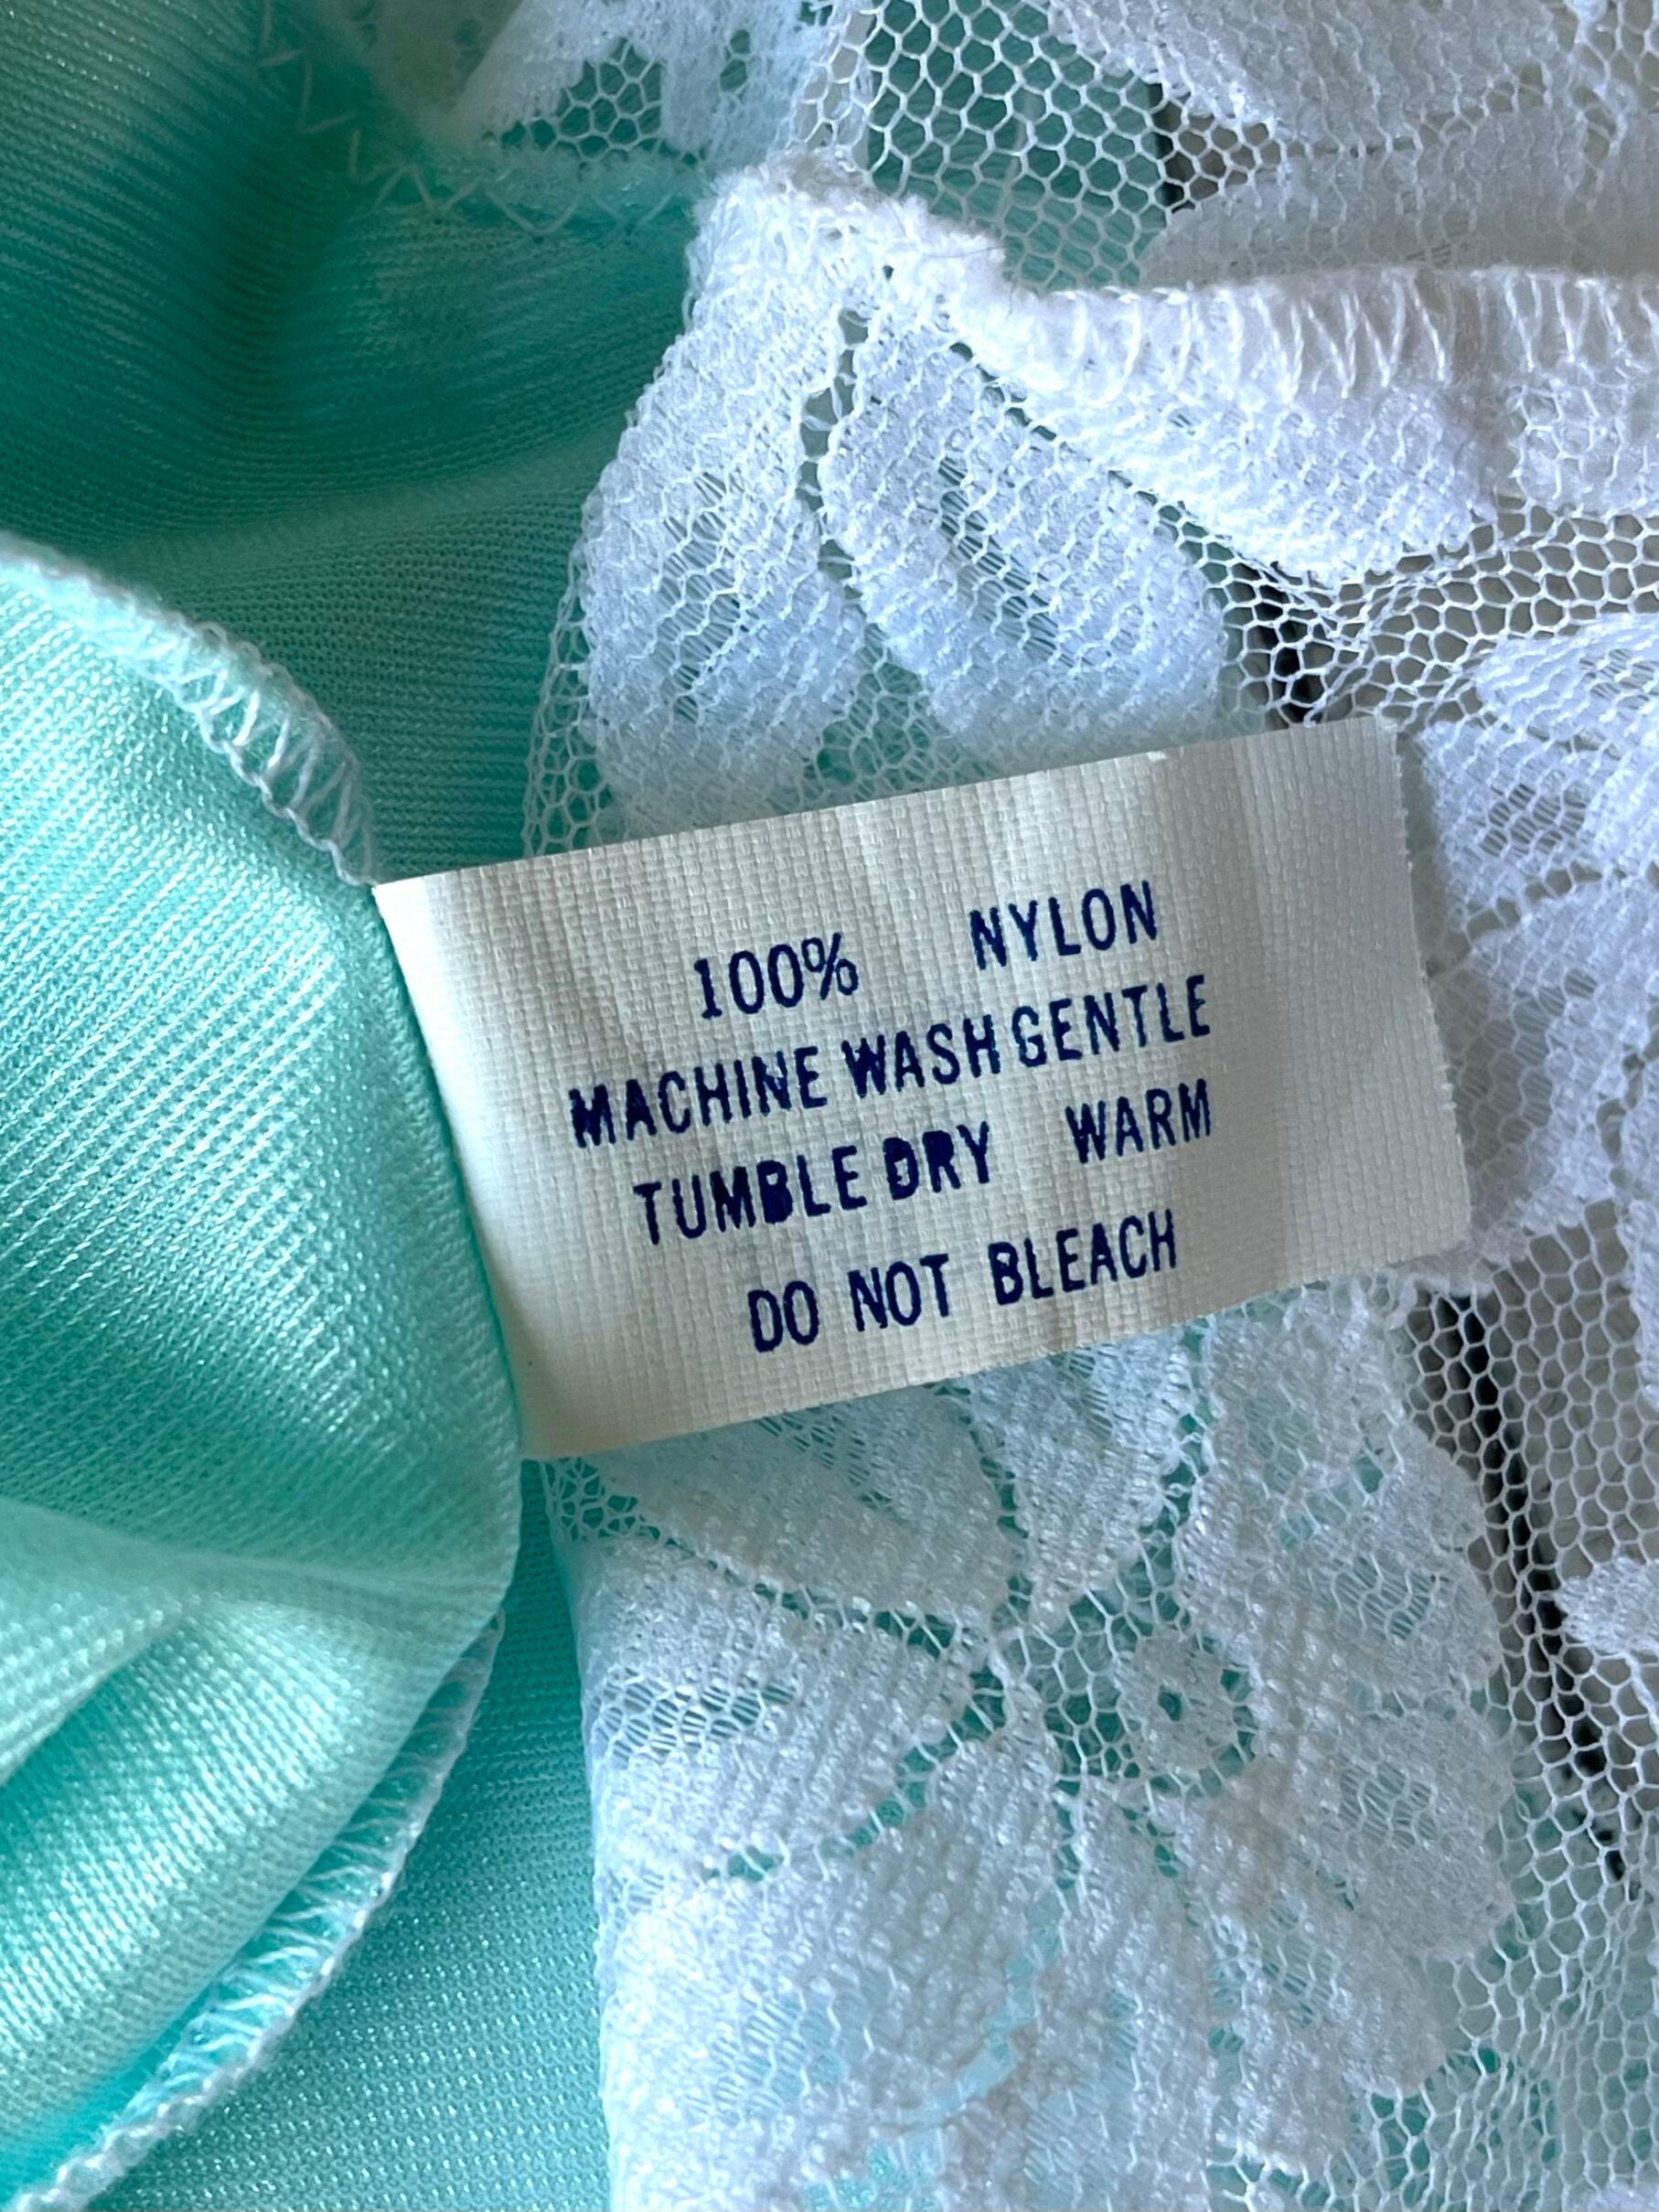 100% NYLON
MACHINE WASH GENTLE
TUMBLE DRY WARM
DO NOT BLEACH